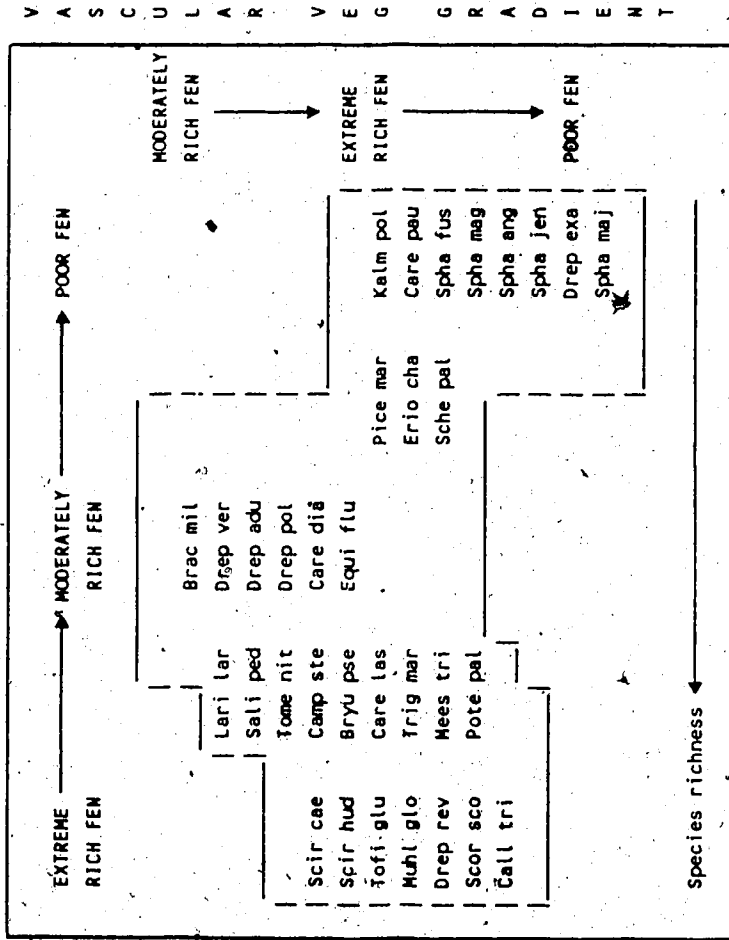 EXTREME
RICH FEN
MODERATELY
RICH FEN
POOR FEN
Scir cae
Scir hud
Tofi glu
Muhl glo
Drep rev
Scor sco
Call tri
Lari lar
Sali ped
Tome nit
Camp ste
Bryu pse
Care las
Trig mar
Mees tri
Pote pal
Brac mil
Drep ver
Drep adu
Drep pol
Care dia
Equi flu
Pice mar
Erio cha
Sche pal
Kalm pol
Care pau
Spha fus
Spha mag
Spha ang
Spha jen
Drep exa
Spha maj
MODERATELY
RICH FEN
EXTREME
RICH FEN
POOR FEN
VASCULAR VEG GRADIENT
Species richness